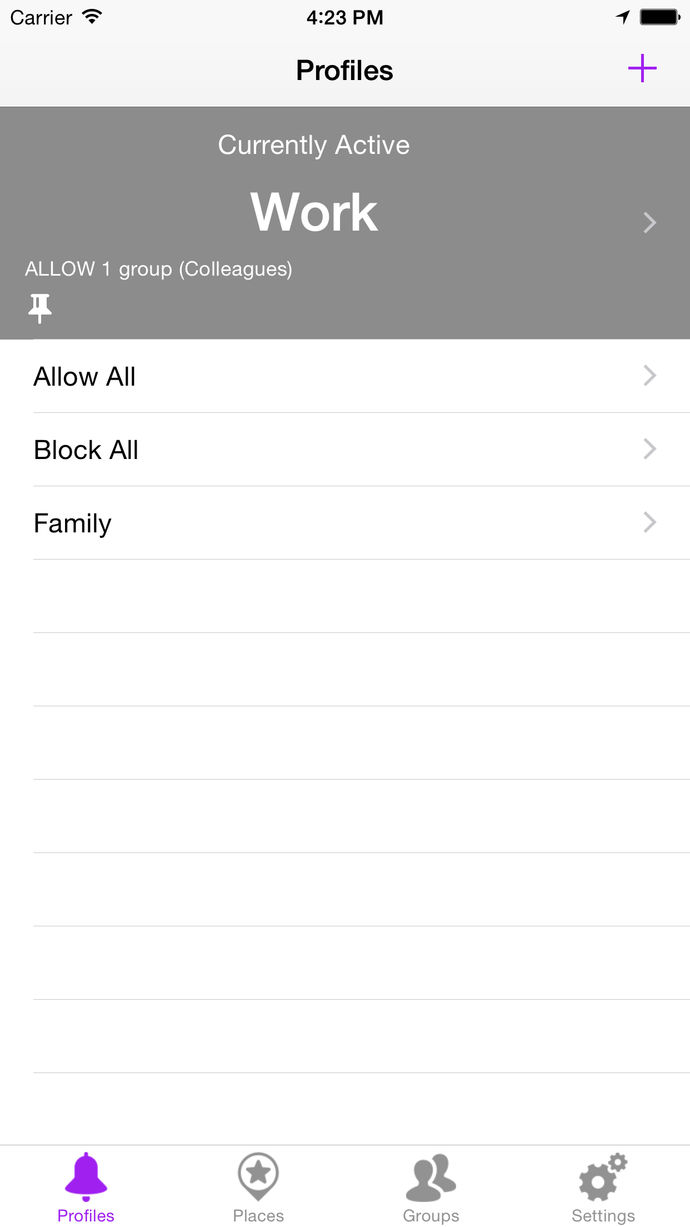 Carrier 4:23 PM
Profiles
Currently Active
Work
ALLOW 1 group (Colleagues)
Allow All
Block All
Family
Profiles Places Groups Settings